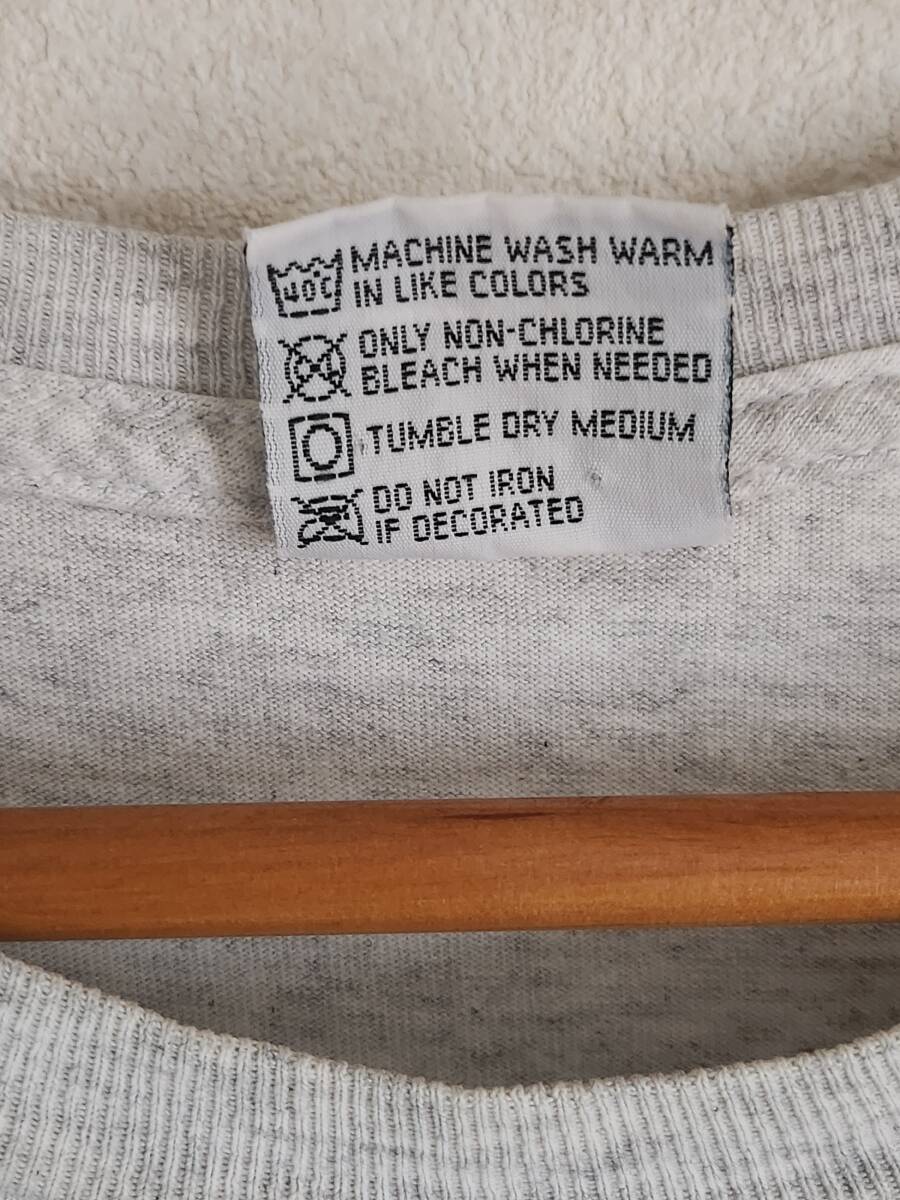 40°C MACHINE WASH WARM
IN LIKE COLORS
ONLY NON-CHLORINE
BLEACH WHEN NEEDED
TUMBLE DRY MEDIUM
DO NOT IRON
IF DECORATED